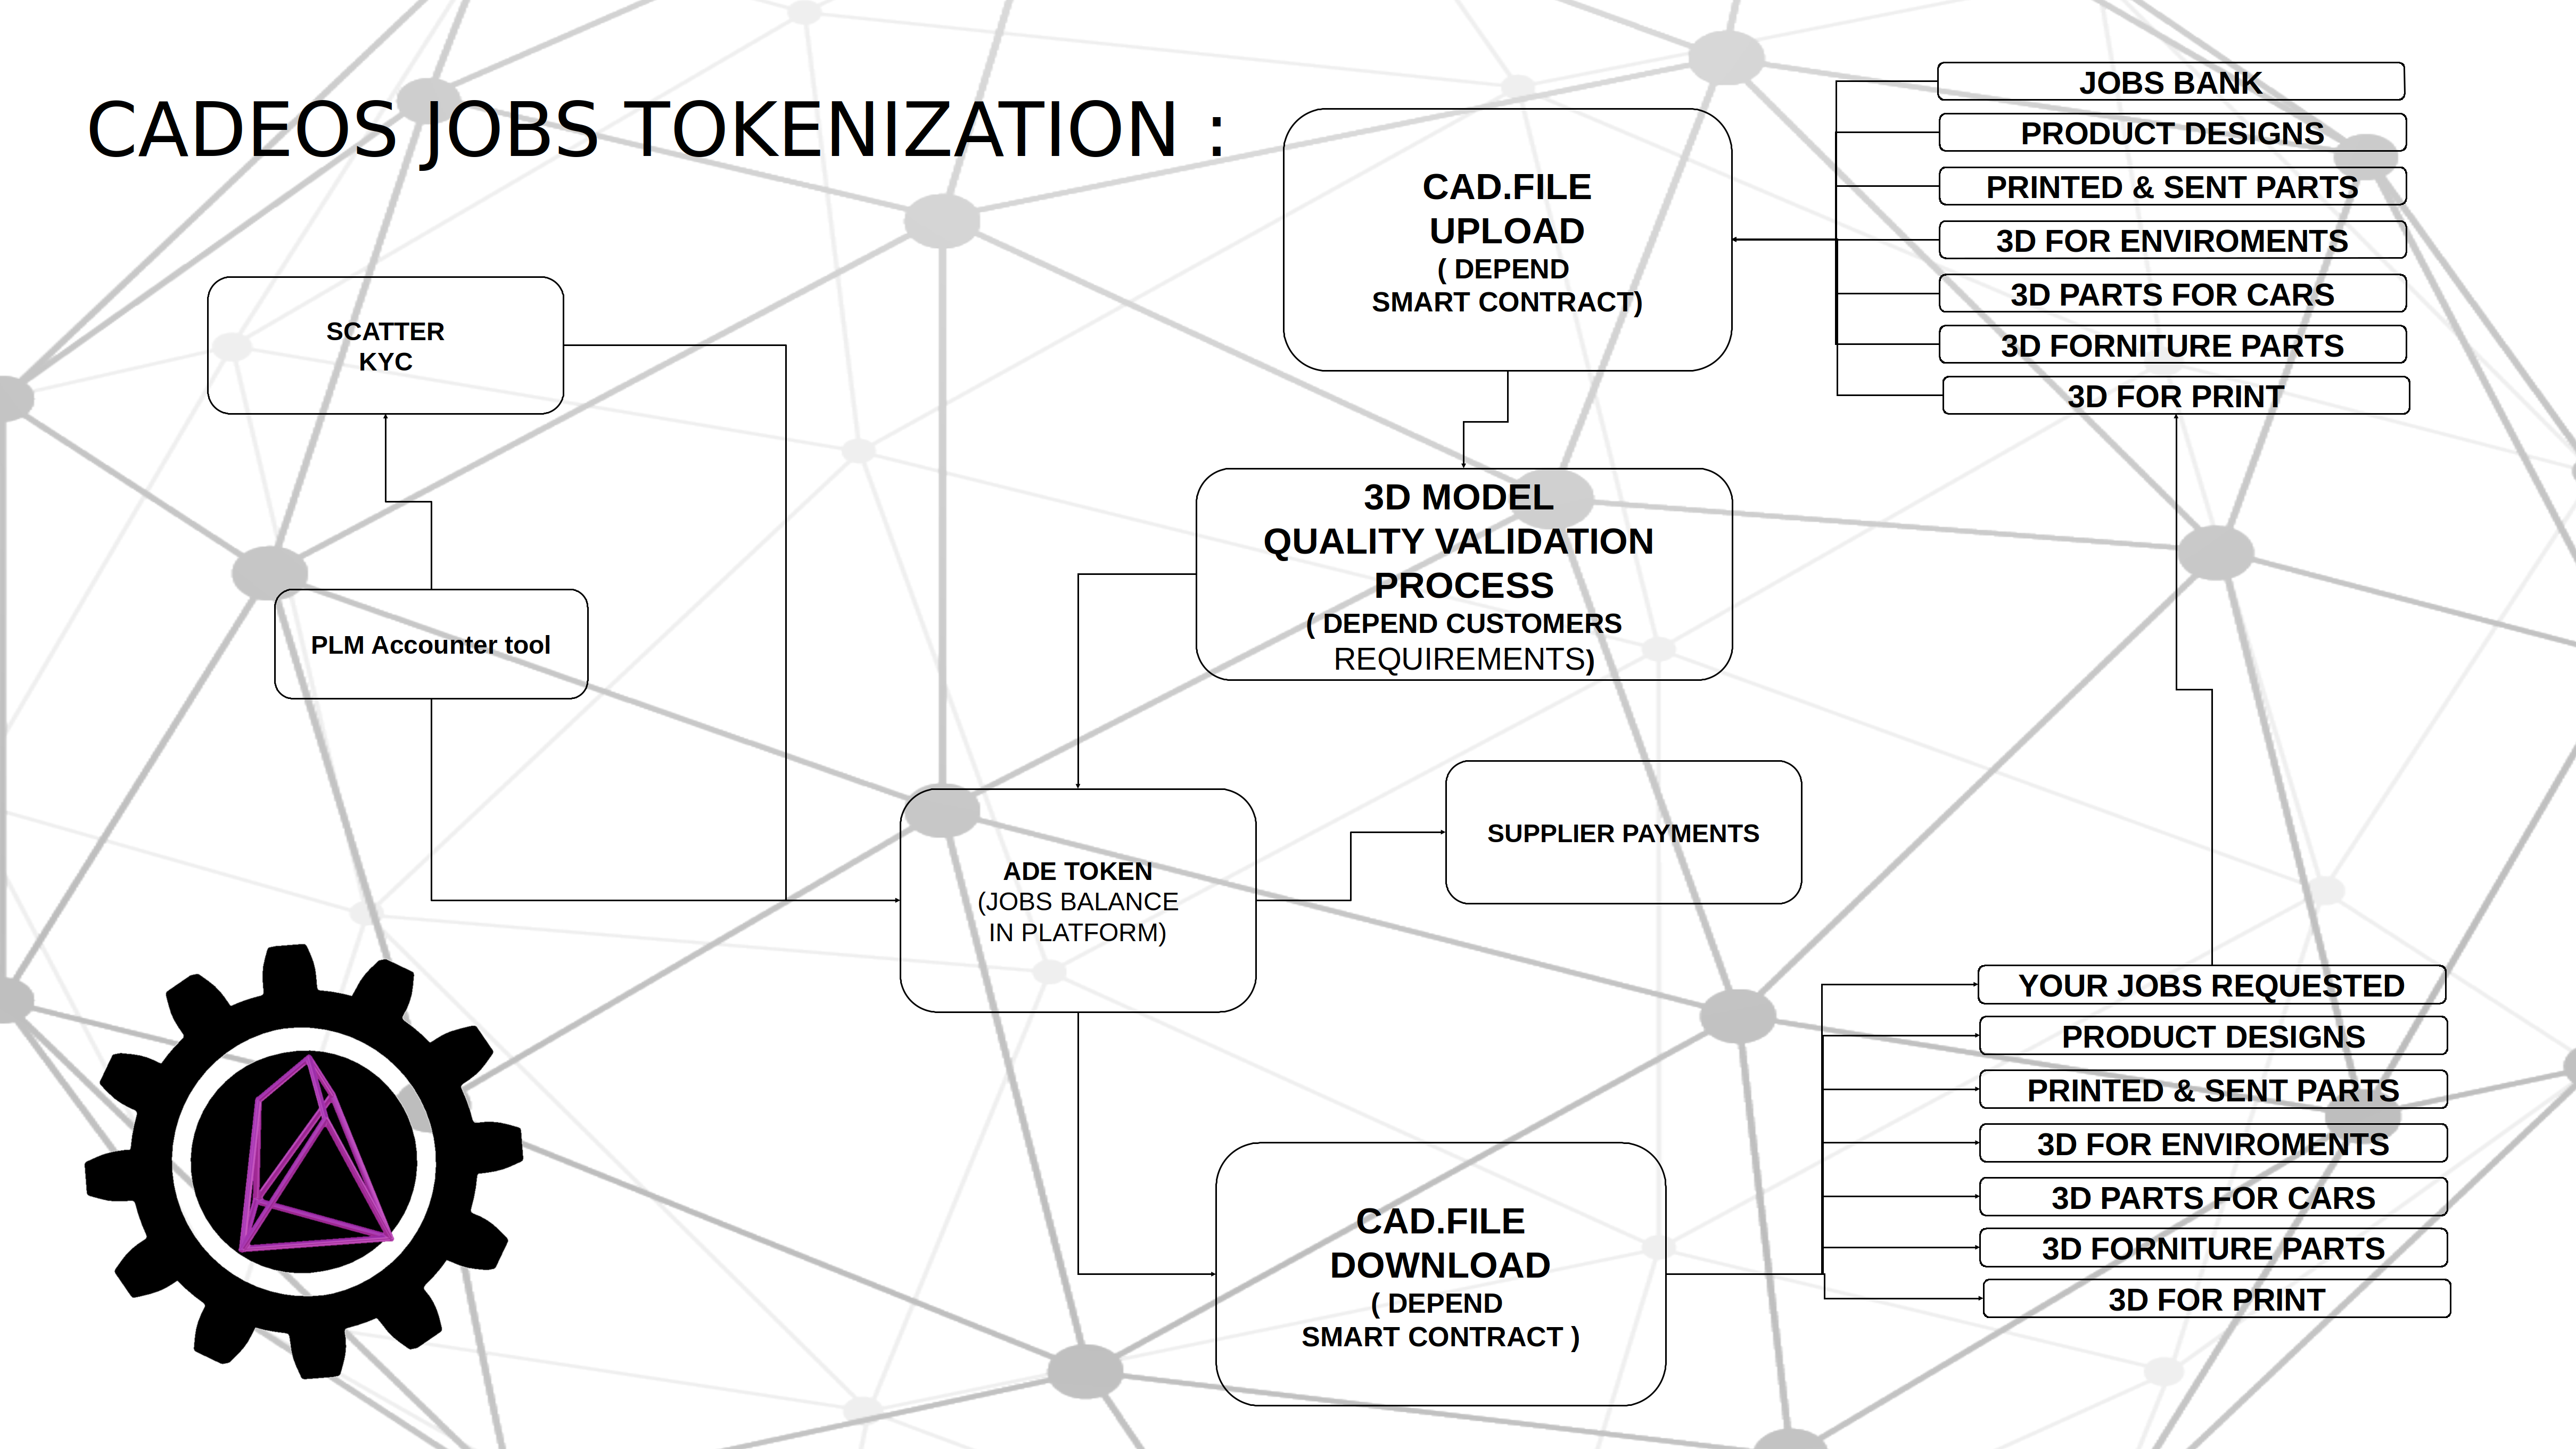 CADEOS JOBS TOKENIZATION :
CAD.FILE
UPLOAD
( DEPEND
SMART CONTRACT)
JOBS BANK
PRODUCT DESIGNS
PRINTED & SENT PARTS
3D FOR ENVIROMENTS
3D PARTS FOR CARS
3D FORNITURE PARTS
3D FOR PRINT
SCATTER
KYC
3D MODEL
QUALITY VALIDATION
PROCESS
( DEPEND CUSTOMERS
REQUIREMENTS)
PLM Accounter tool
SUPPLIER PAYMENTS
ADE TOKEN
(JOBS BALANCE
IN PLATFORM)
YOUR JOBS REQUESTED
PRODUCT DESIGNS
PRINTED & SENT PARTS
3D FOR ENVIROMENTS
3D PARTS FOR CARS
3D FORNITURE PARTS
3D FOR PRINT
CAD.FILE
DOWNLOAD
( DEPEND
SMART CONTRACT )